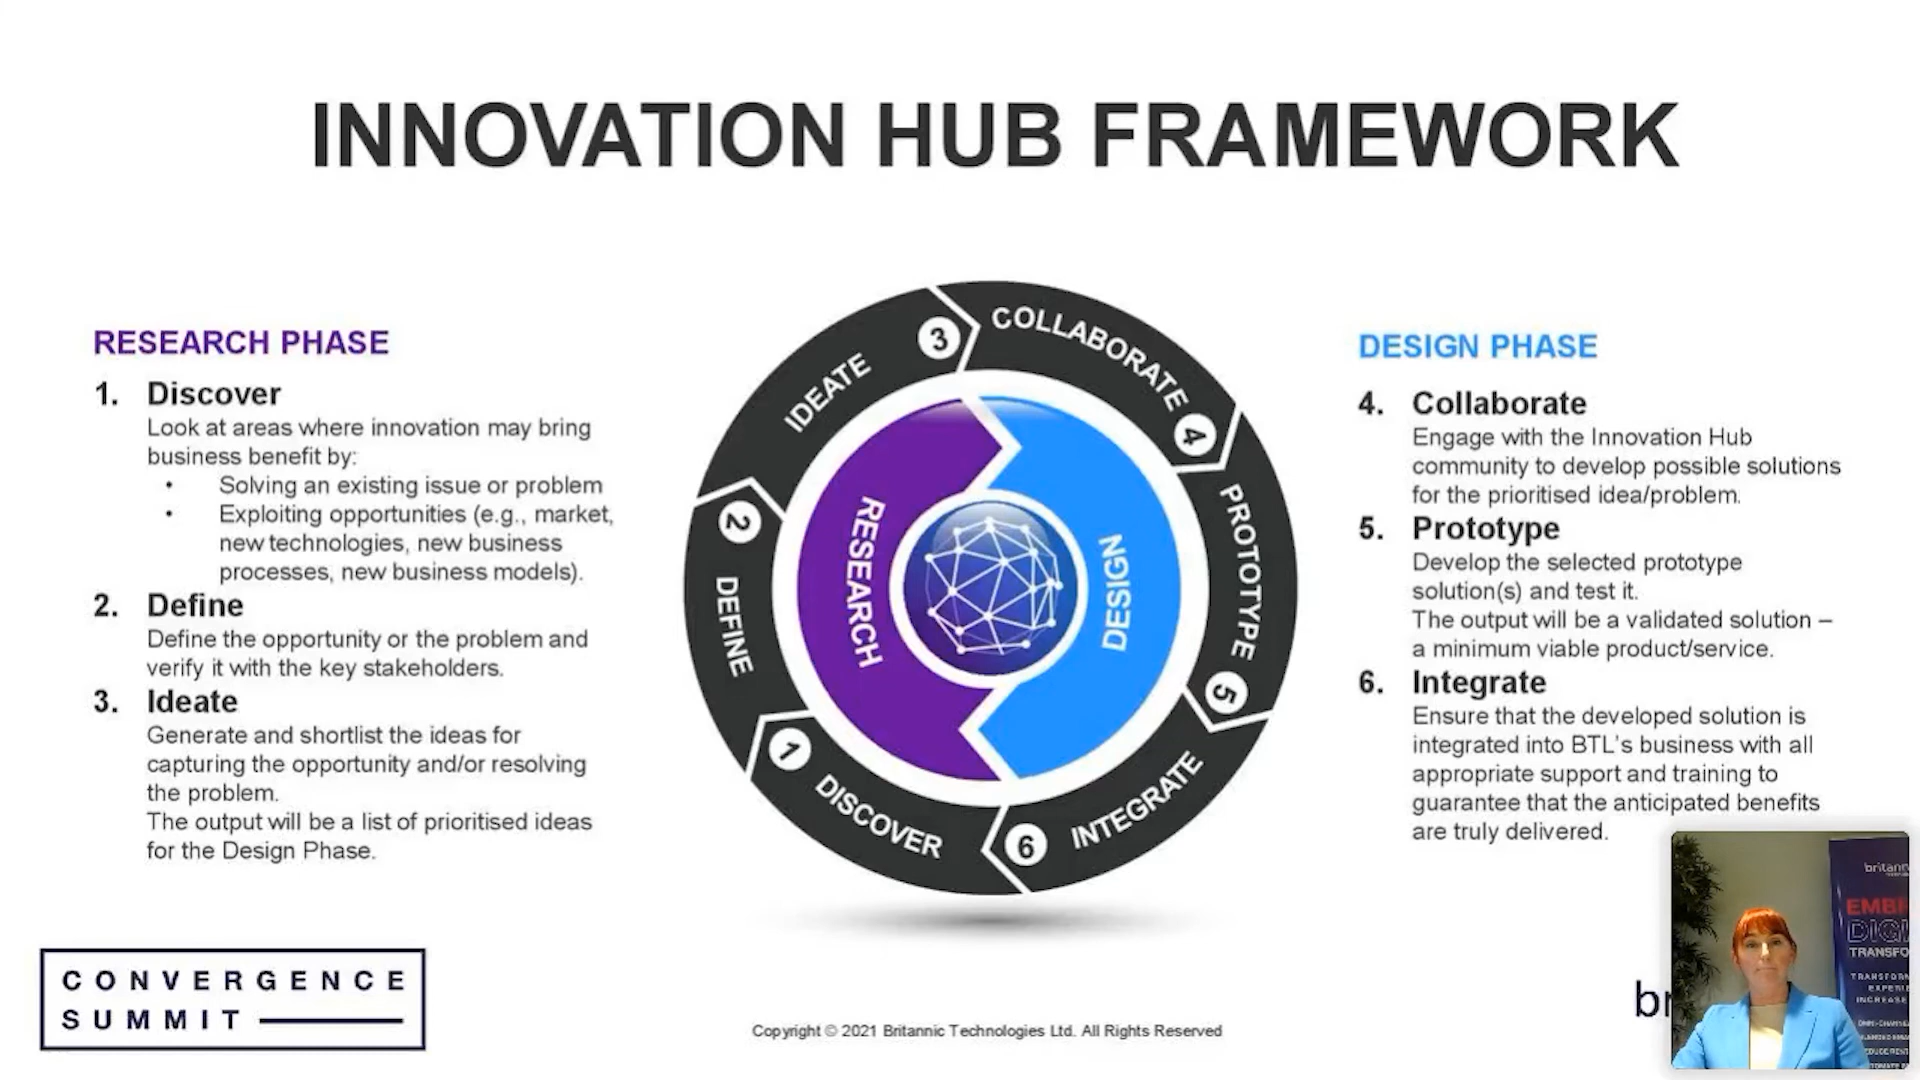 INNOVATION HUB FRAMEWORK
RESEARCH PHASE
1. Discover
Look at areas where innovation may bring
business benefit by:
• Solving an existing issue or problem
• Exploiting opportunities (e.g., market,
new technologies, new business
processes, new business models).
2. Define
Define the opportunity or the problem and
verify it with the key stakeholders.
3. Ideate
Generate and shortlist the ideas for
capturing the opportunity and/or resolving
the problem.
The output will be a list of prioritised ideas
for the Design Phase.
1 DISCOVER
2 DEFINE
IDEATE 3
COLLABORATE 4
PROTOTYPE 5
6 INTEGRATE
RESEARCH
DESIGN
DESIGN PHASE
4. Collaborate
Engage with the Innovation Hub
community to develop possible solutions
for the prioritised idea/problem.
5. Prototype
Develop the selected prototype
solution(s) and test it.
The output will be a validated solution –
a minimum viable product/service.
6. Integrate
Ensure that the developed solution is
integrated into BTL's business with all
appropriate support and training to
guarantee that the anticipated benefits
are truly delivered.
CONVERGENCE
SUMMIT
Copyright © 2021 Britannic Technologies Ltd. All Rights Reserved
br
britann
EMB
DIGI
TRANSFO
TRANSFORM
EXPERIE
INCREASE